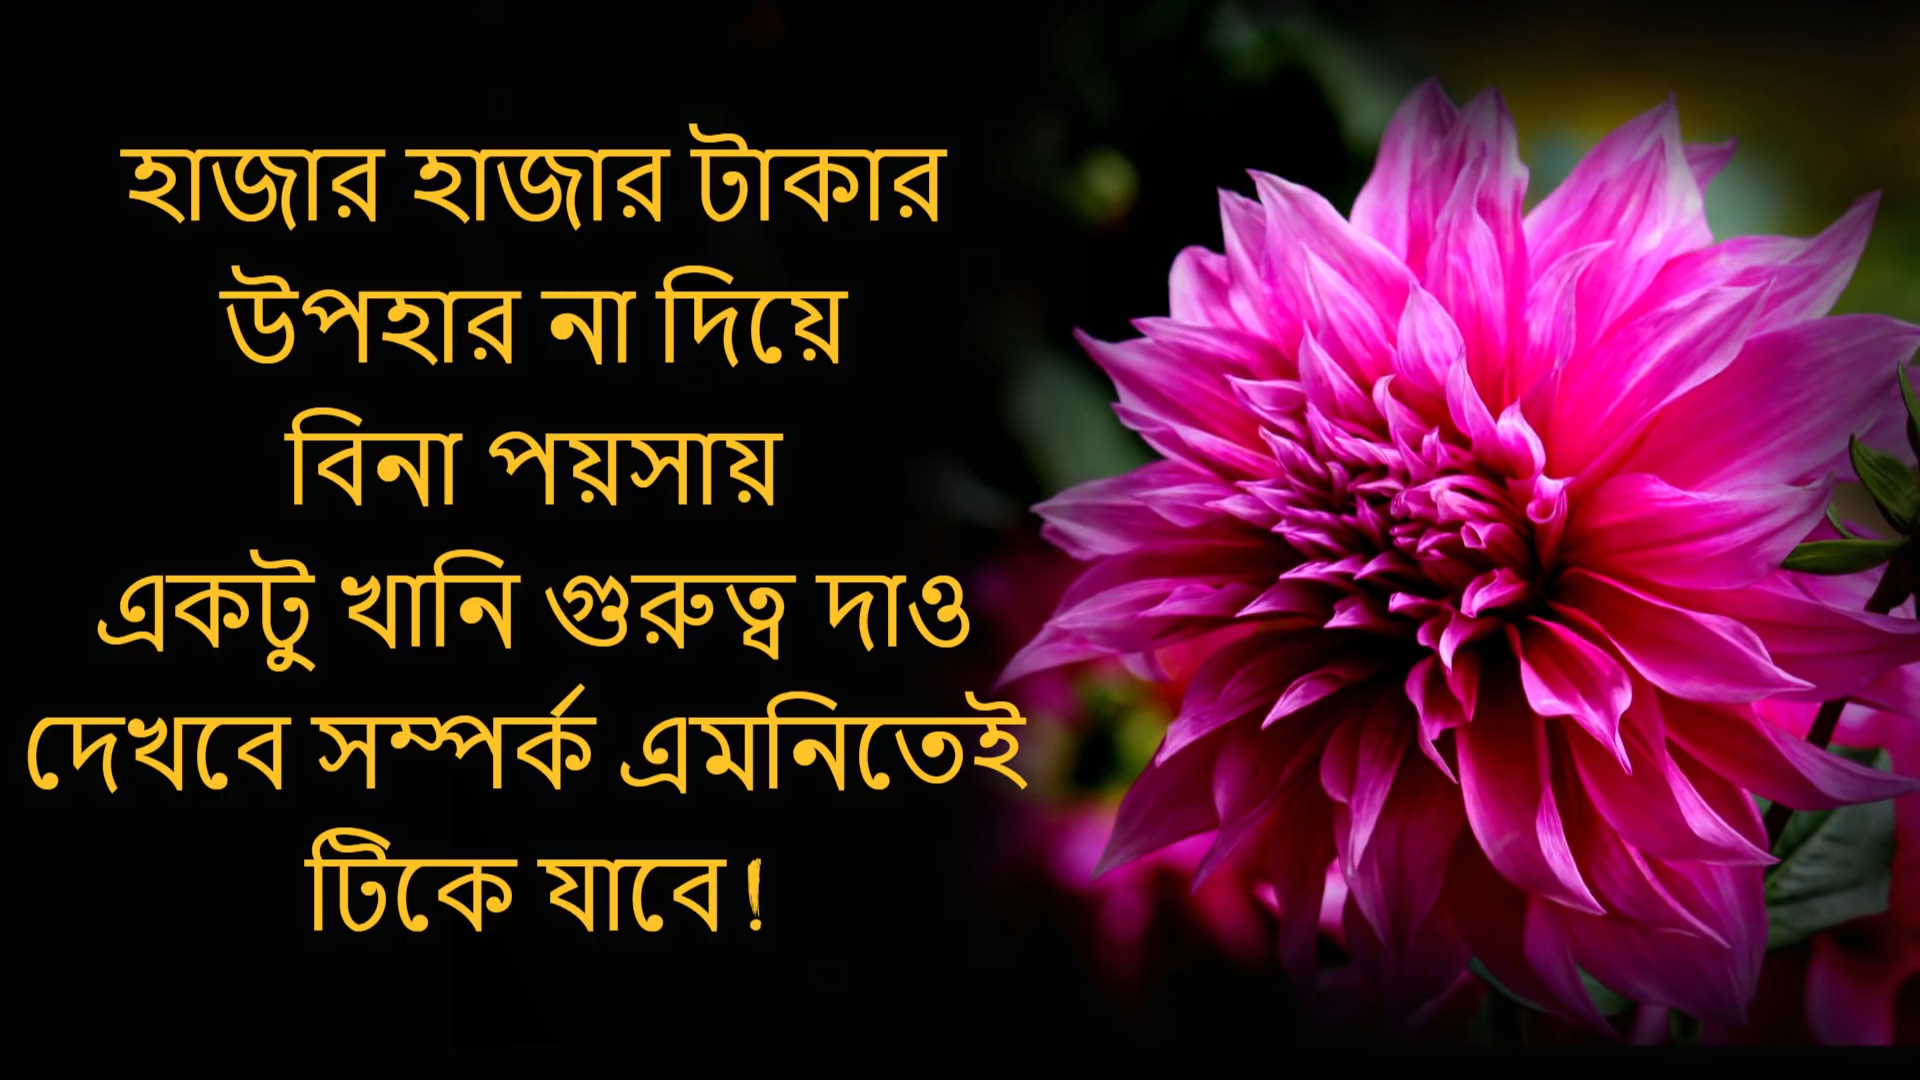 হাজার হাজার টাকার
উপহার না দিয়ে
বিনা পয়সায়
একটু খানি গুরুত্ব দাও
দেখবে সম্পর্ক এমনিতেই
টিকে যাবে!